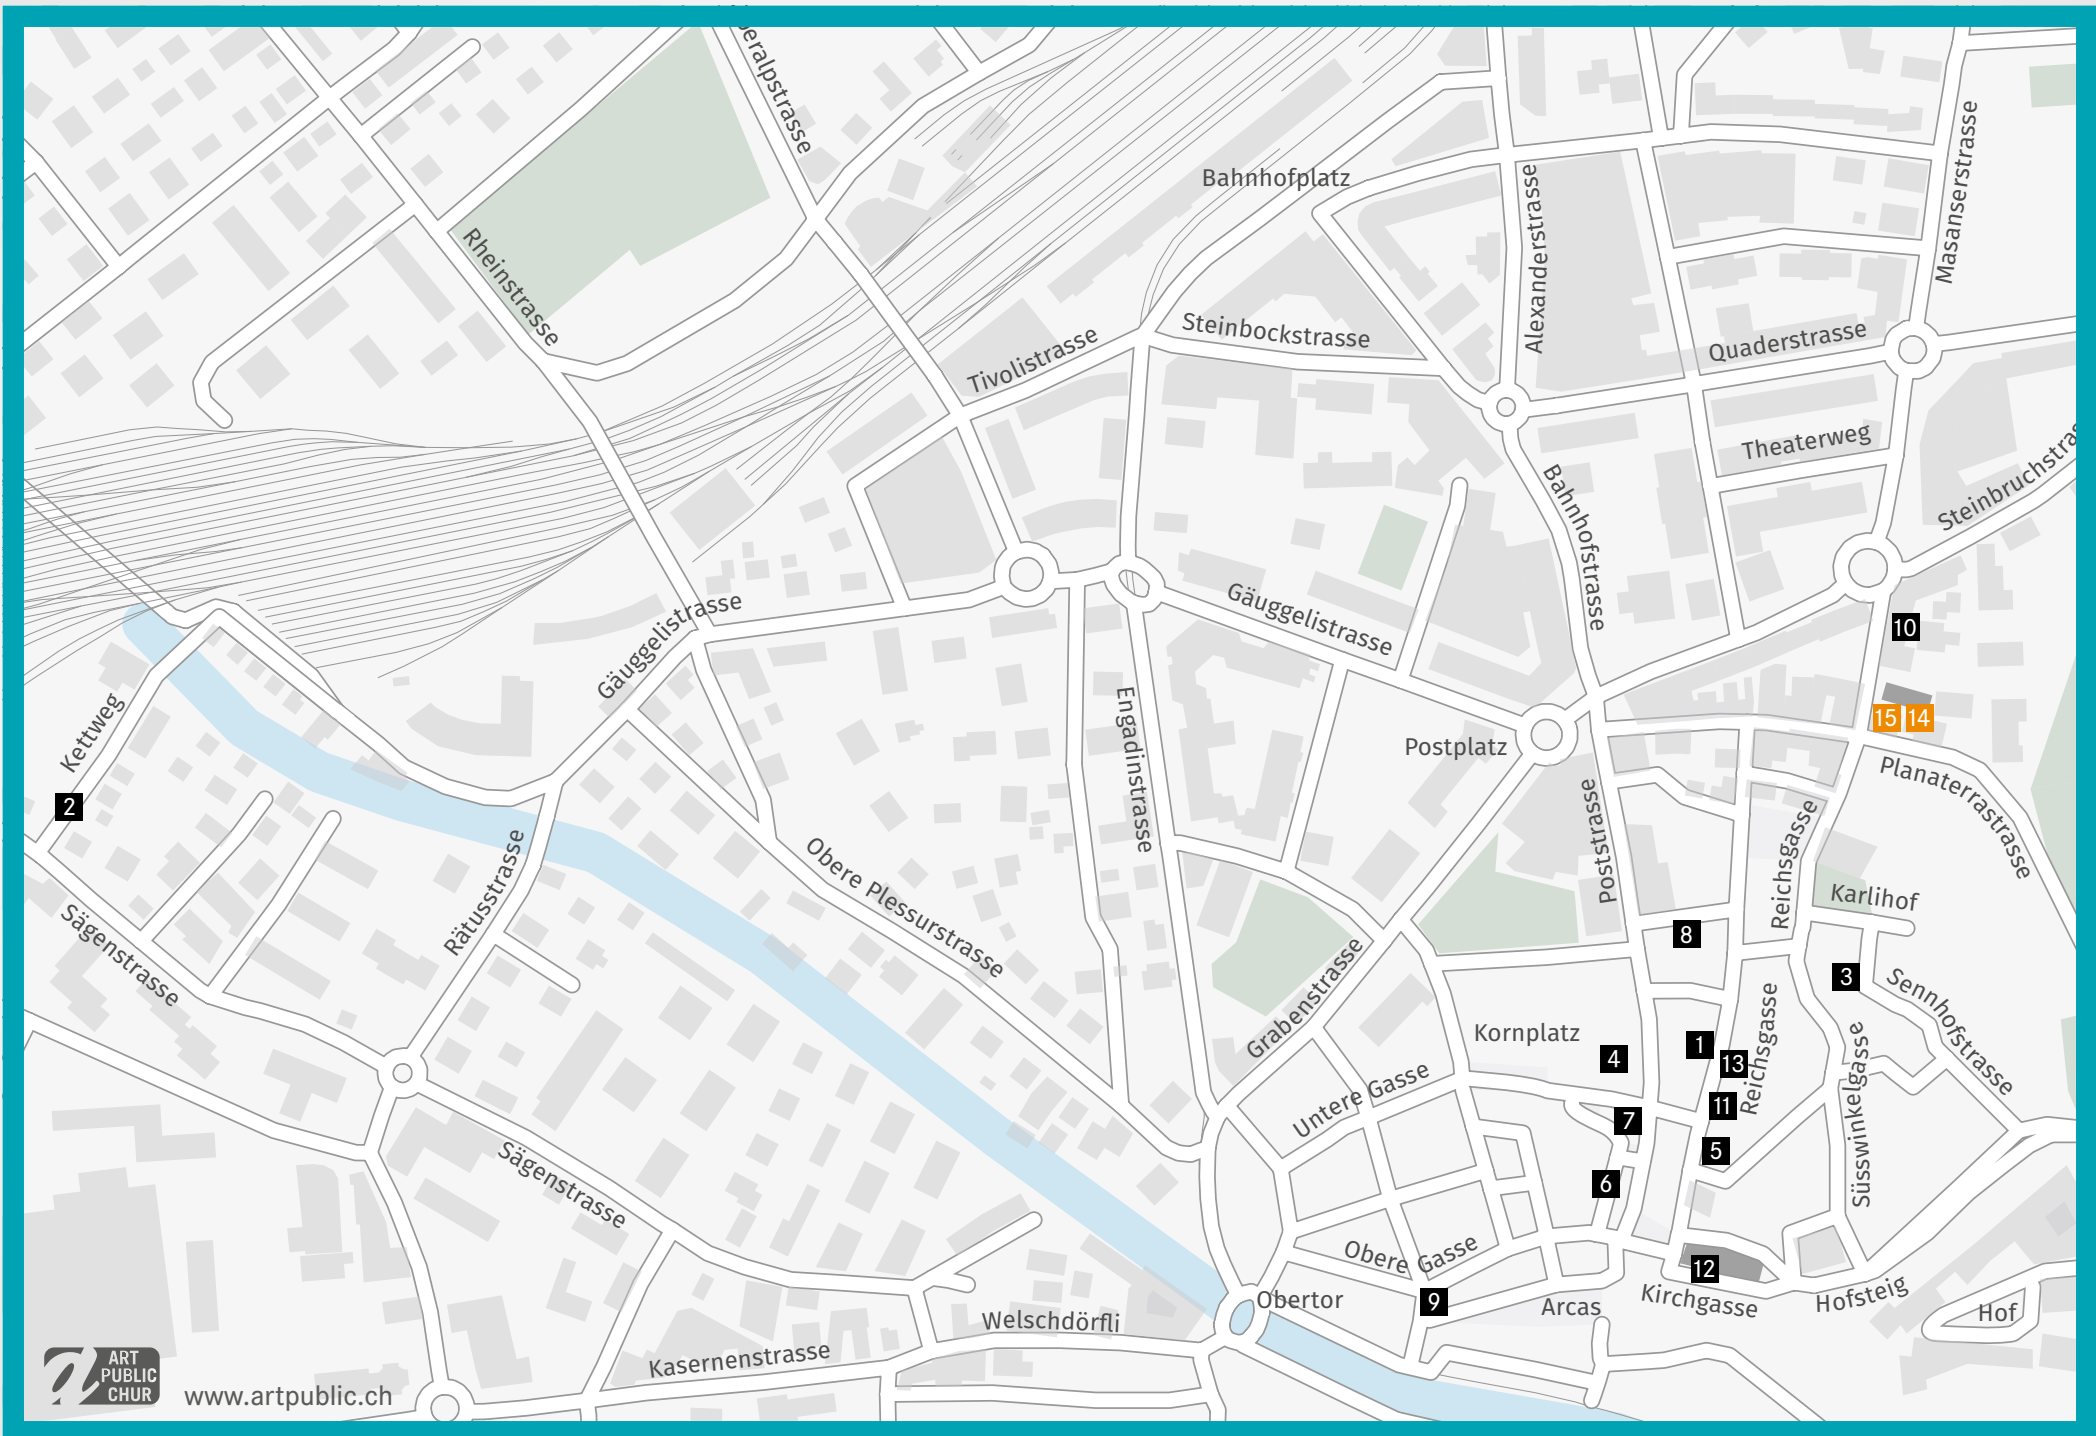 Oberalpstrasse
Rheinstrasse
Bahnhofplatz
Alexanderstrasse
Masanserstrasse
Tivolistrasse
Steinbockstrasse
Quaderstrasse
Theaterweg
Steinbruchstras
Bahnhofstrasse
Gäuggelistrasse
Gäuggelistrasse
10
15
14
Kettweg
2
Engadinstrasse
Postplatz
Poststrasse
Planaterrastrasse
Reichsgasse
Karlihof
Rätusstrasse
Obere Plessurstrasse
Sägenstrasse
8
3
Sennhofstrasse
Grabenstrasse
Kornplatz
4
1
13
Reichsgasse
11
7
5
6
Süsswinkelgasse
Untere Gasse
Sägenstrasse
Obere Gasse
12
9
Obertor
Arcas
Kirchgasse
Hofsteig
Hof
Welschdörfli
Kasernenstrasse
ART
PUBLIC
CHUR
www.artpublic.ch